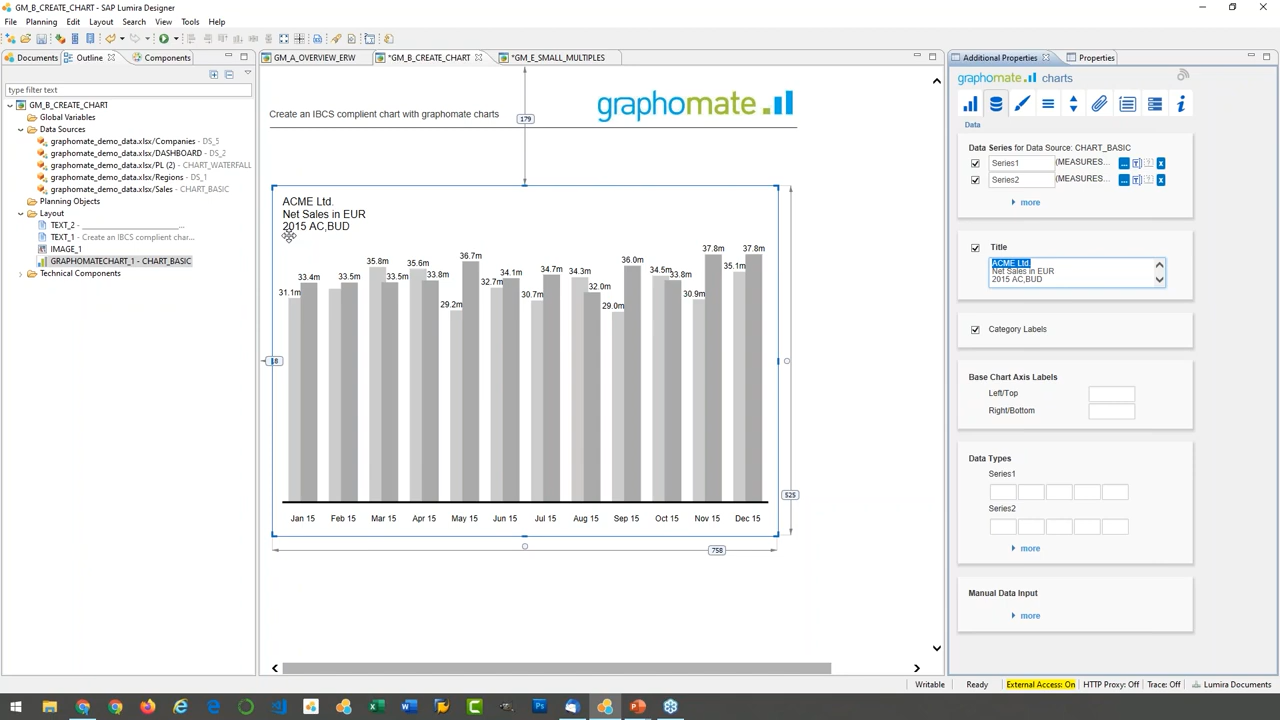 GM_B_CREATE_CHART - SAP Lumira Designer
File Planning Edit Layout Search View Tools Help
Documents Outline Components
type filter text
GM_B_CREATE_CHART
Global Variables
Data Sources
graphomate_demo_data.xlsx/Companies - DS_5
graphomate_demo_data.xlsx/DASHBOARD - DS_2
graphomate_demo_data.xlsx/PL (2) - CHART_WATERFALL
graphomate_demo_data.xlsx/Regions - DS_1
graphomate_demo_data.xlsx/Sales - CHART_BASIC
Planning Objects
Layout
TEXT_2 - ______________________...
TEXT_1 - Create an IBCS complient char...
IMAGE_1
GRAPHOMATECHART_1 - CHART_BASIC
Technical Components
GM_A_OVERVIEW_ERW *GM_B_CREATE_CHART *GM_E_SMALL_MULTIPLES
Create an IBCS complient chart with graphomate charts
179
graphomate
ACME Ltd.
Net Sales in EUR
2015 AC,BUD
31.1m 33.4m 33.5m 35.8m 33.5m 35.6m 33.8m 29.2m 36.7m 32.7m 34.1m 30.7m 34.7m 34.3m 32.0m 29.0m 36.0m 34.5m 33.8m 30.9m 37.8m 35.1m 37.8m
18
525
Jan 15 Feb 15 Mar 15 Apr 15 May 15 Jun 15 Jul 15 Aug 15 Sep 15 Oct 15 Nov 15 Dec 15
758
Additional Properties Properties
graphomate charts
Data
Data Series for Data Source: CHART_BASIC
Series1 (MEASURES...
Series2 (MEASURES...
more
Title
ACME Ltd.
Net Sales in EUR
2015 AC,BUD
Category Labels
Base Chart Axis Labels
Left/Top
Right/Bottom
Data Types
Series1
Series2
more
Manual Data Input
more
Writable Ready External Access: On HTTP Proxy: Off Trace: Off Lumira Documents